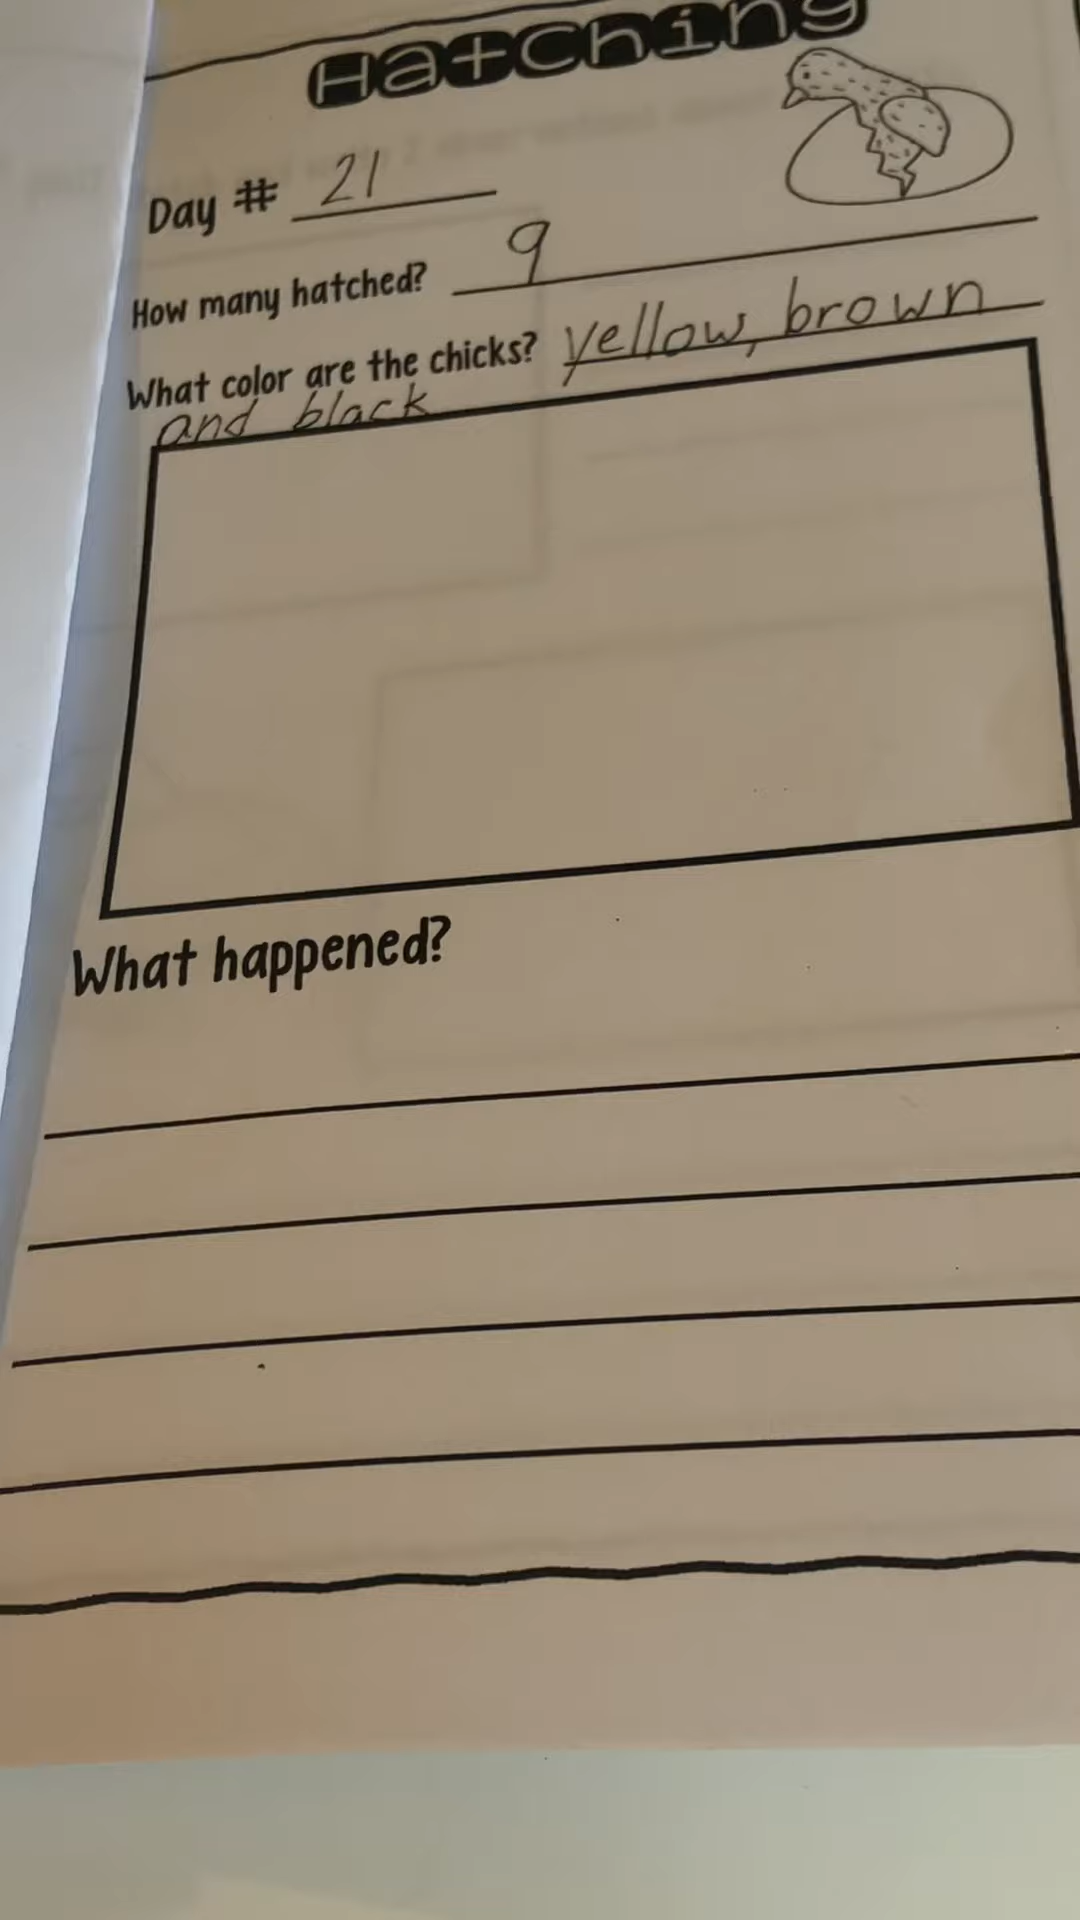 Hatching
Day # 21
How many hatched? 9
What color are the chicks? yellow, brown
and black
What happened?